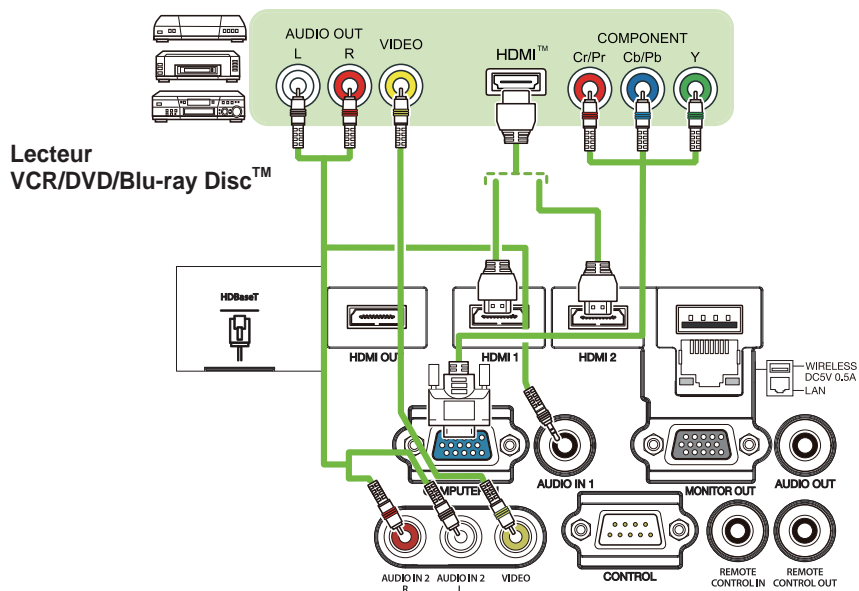 AUDIO OUT
L R
VIDEO
HDMI™
COMPONENT
Cr/Pr Cb/Pb Y
Lecteur
VCR/DVD/Blu-ray Disc™
HDBaseT
HDMI OUT
HDMI 1
HDMI 2
WIRELESS
DC5V 0.5A
LAN
COMPUTER IN
AUDIO IN 1
MONITOR OUT
AUDIO OUT
AUDIO IN 2
R
AUDIO IN 2
L
VIDEO
CONTROL
REMOTE
CONTROL IN
REMOTE
CONTROL OUT